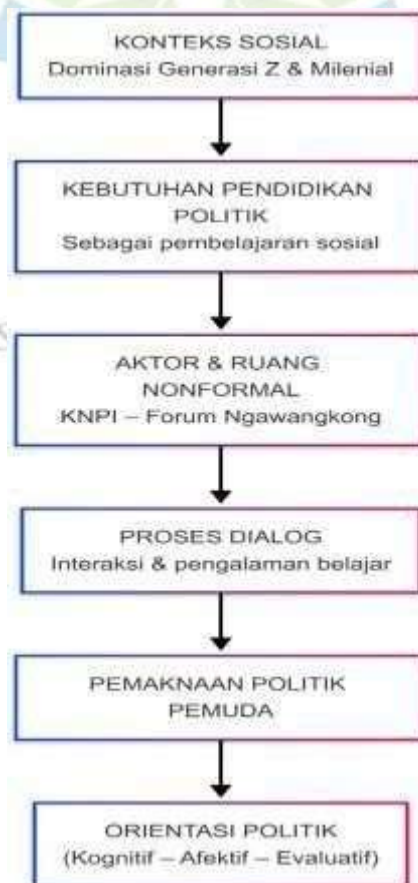 KONTEKS SOSIAL
Dominasi Generasi Z & Milenial
KEBUTUHAN PENDIDIKAN
POLITIK
Sebagai pembelajaran sosial
AKTOR & RUANG
NONFORMAL
KNPI – Forum Ngawangkong
PROSES DIALOG
Interaksi & pengalaman belajar
PEMAKNAAN POLITIK
PEMUDA
ORIENTASI POLITIK
(Kognitif – Afektif – Evaluatif)